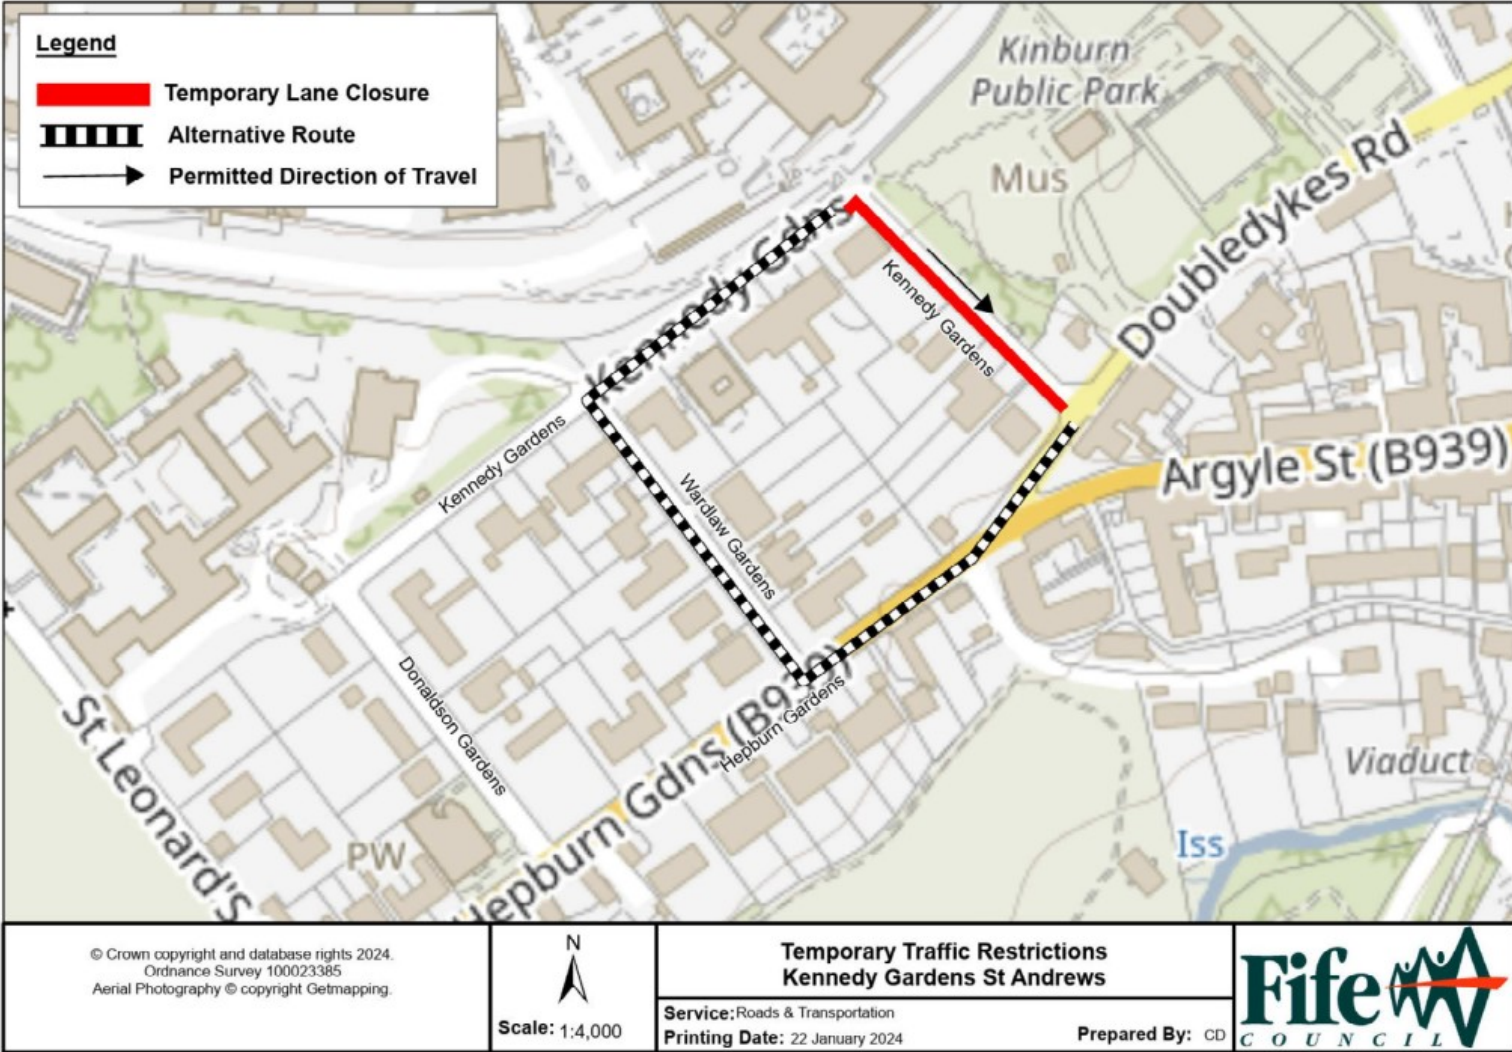 Legend
Temporary Lane Closure
Alternative Route
Permitted Direction of Travel
Kinburn
Public Park
Mus
Doubledykes Rd
Kennedy Gdns
Kennedy Gardens
Kennedy Gardens
Argyle St (B939)
Wardlaw Gardens
Donaldson Gardens
Hepburn Gdns (B939)
Hepburn Gardens
St Leonard's
PW
Viaduct
Iss
© Crown copyright and database rights 2024.
Ordnance Survey 100023385
Aerial Photography © copyright Getmapping.
N
Scale: 1:4,000
Temporary Traffic Restrictions
Kennedy Gardens St Andrews
Service: Roads & Transportation
Printing Date: 22 January 2024 Prepared By: CD
Fife
COUNCIL